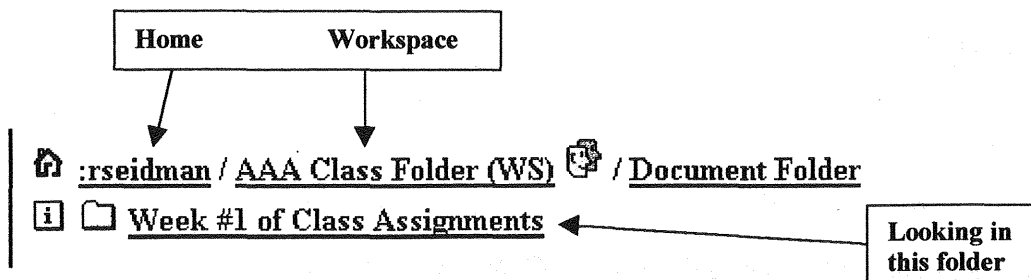 Home Workspace
:rseidman / AAA Class Folder (WS) / Document Folder
i Week #1 of Class Assignments
Looking in
this folder